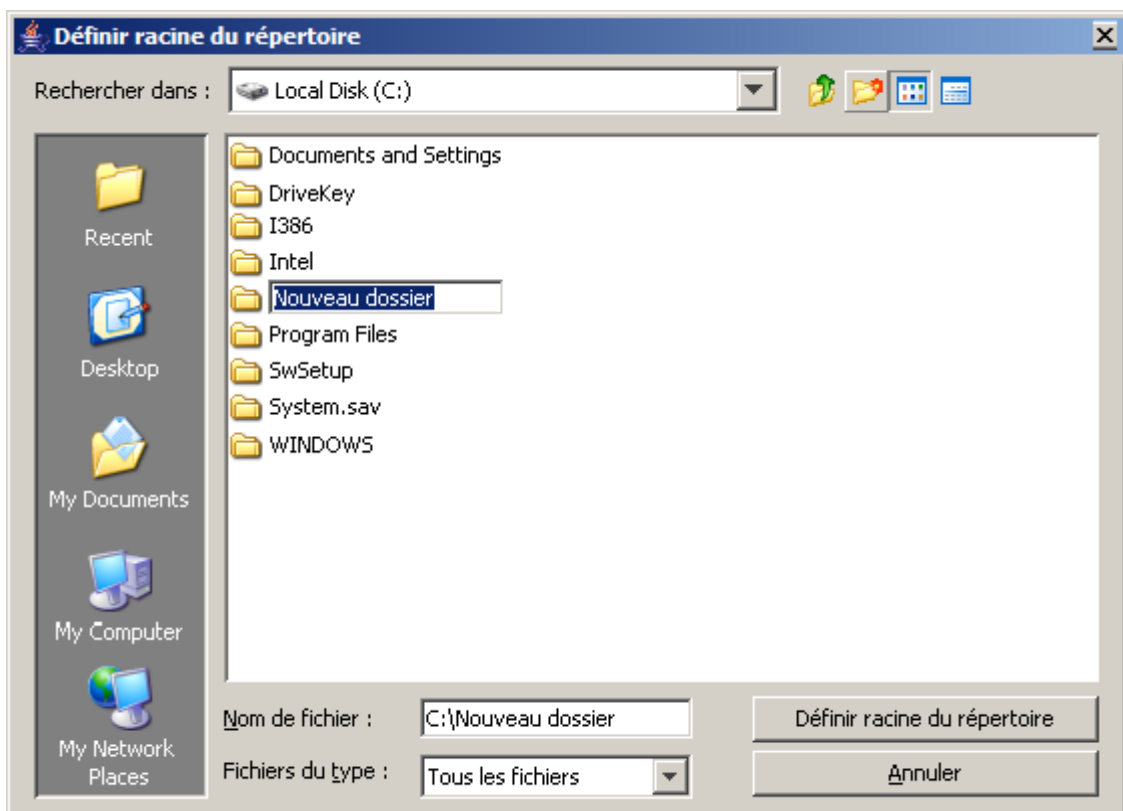 Définir racine du répertoire
Rechercher dans :
Local Disk (C:)
Recent
Desktop
My Documents
My Computer
My Network
Places
Documents and Settings
DriveKey
I386
Intel
Nouveau dossier
Program Files
SwSetup
System.sav
WINDOWS
Nom de fichier :
C:\Nouveau dossier
Définir racine du répertoire
Fichiers du type :
Tous les fichiers
Annuler